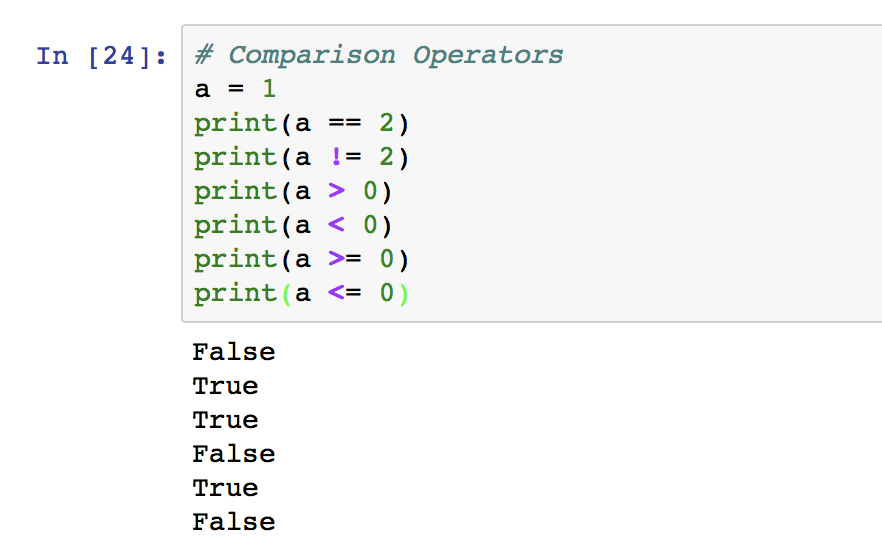 In [24]: # Comparison Operators
a = 1
print(a == 2)
print(a != 2)
print(a > 0)
print(a < 0)
print(a >= 0)
print(a <= 0)
False
True
True
False
True
False